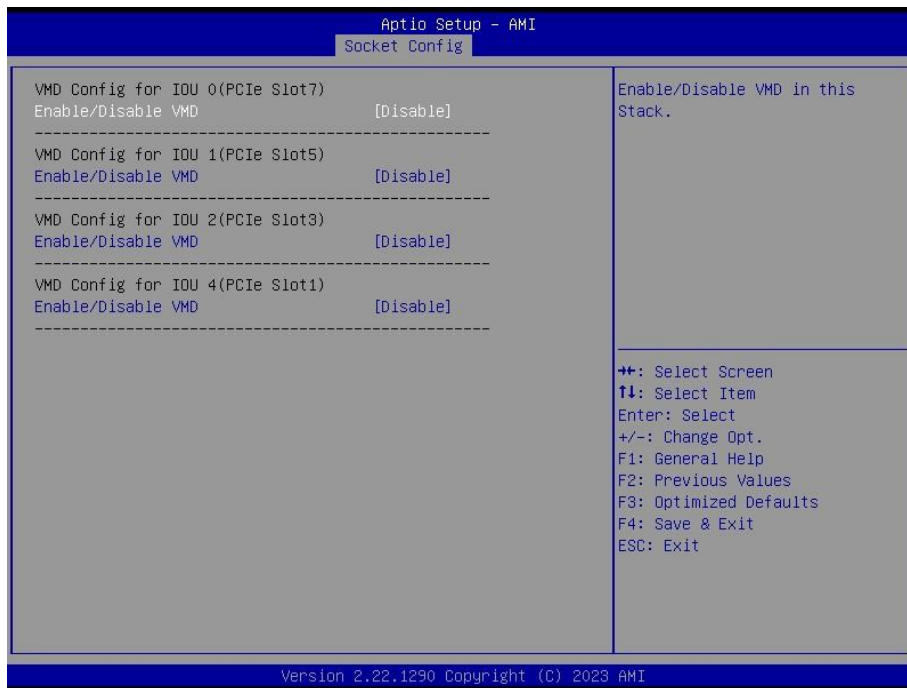 Aptio Setup - AMI
Socket Config
VMD Config for IOU 0(PCIe Slot7)
Enable/Disable VMD [Disable]
--------------------------------------------------
VMD Config for IOU 1(PCIe Slot5)
Enable/Disable VMD [Disable]
--------------------------------------------------
VMD Config for IOU 2(PCIe Slot3)
Enable/Disable VMD [Disable]
--------------------------------------------------
VMD Config for IOU 4(PCIe Slot1)
Enable/Disable VMD [Disable]
--------------------------------------------------
Enable/Disable VMD in this
Stack.
→←: Select Screen
↑↓: Select Item
Enter: Select
+/-: Change Opt.
F1: General Help
F2: Previous Values
F3: Optimized Defaults
F4: Save & Exit
ESC: Exit
Version 2.22.1290 Copyright (C) 2023 AMI